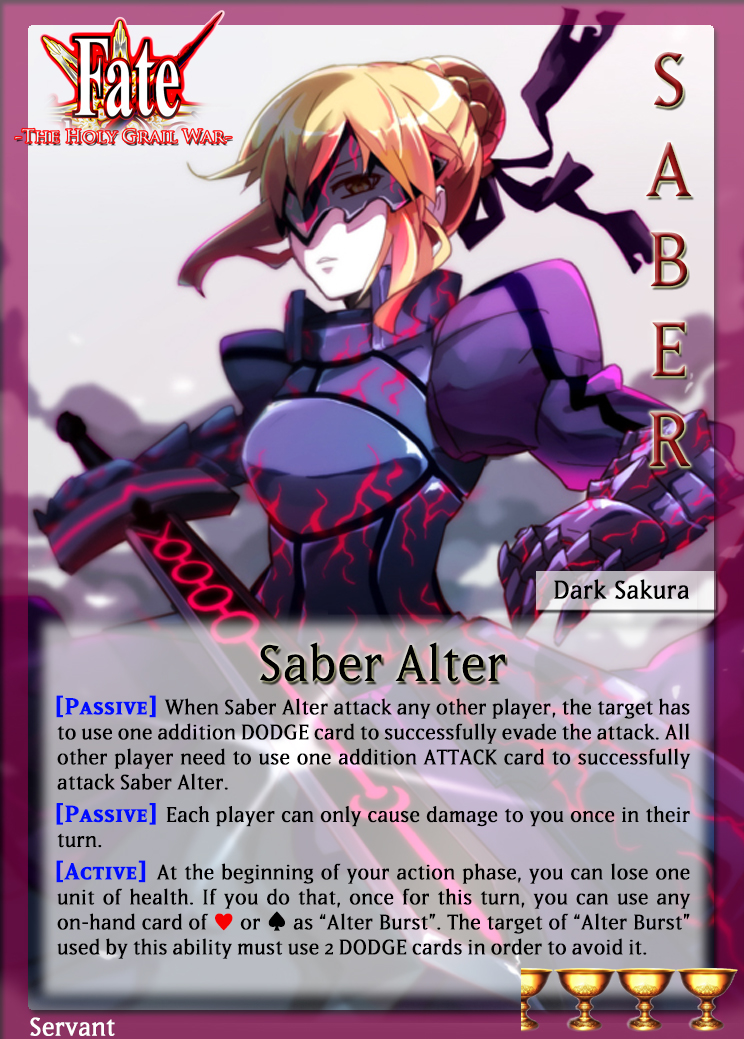 Fate
-THE HOLY GRAIL WAR-
SABER
Dark Sakura
Saber Alter
[PASSIVE] When Saber Alter attack any other player, the target has
to use one addition DODGE card to successfully evade the attack. All
other player need to use one addition ATTACK card to successfully
attack Saber Alter.
[PASSIVE] Each player can only cause damage to you once in their
turn.
[ACTIVE] At the beginning of your action phase, you can lose one
unit of health. If you do that, once for this turn, you can use any
on-hand card of ♥ or ♠ as “Alter Burst”. The target of “Alter Burst”
used by this ability must use 2 DODGE cards in order to avoid it.
Servant